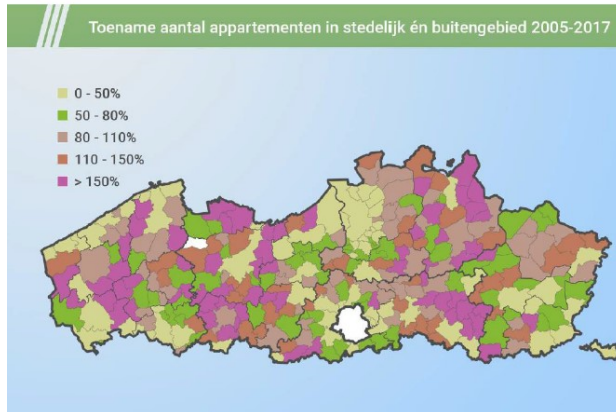 Toename aantal appartementen in stedelijk én buitengebied 2005-2017
0 - 50%
50 - 80%
80 - 110%
110 - 150%
> 150%